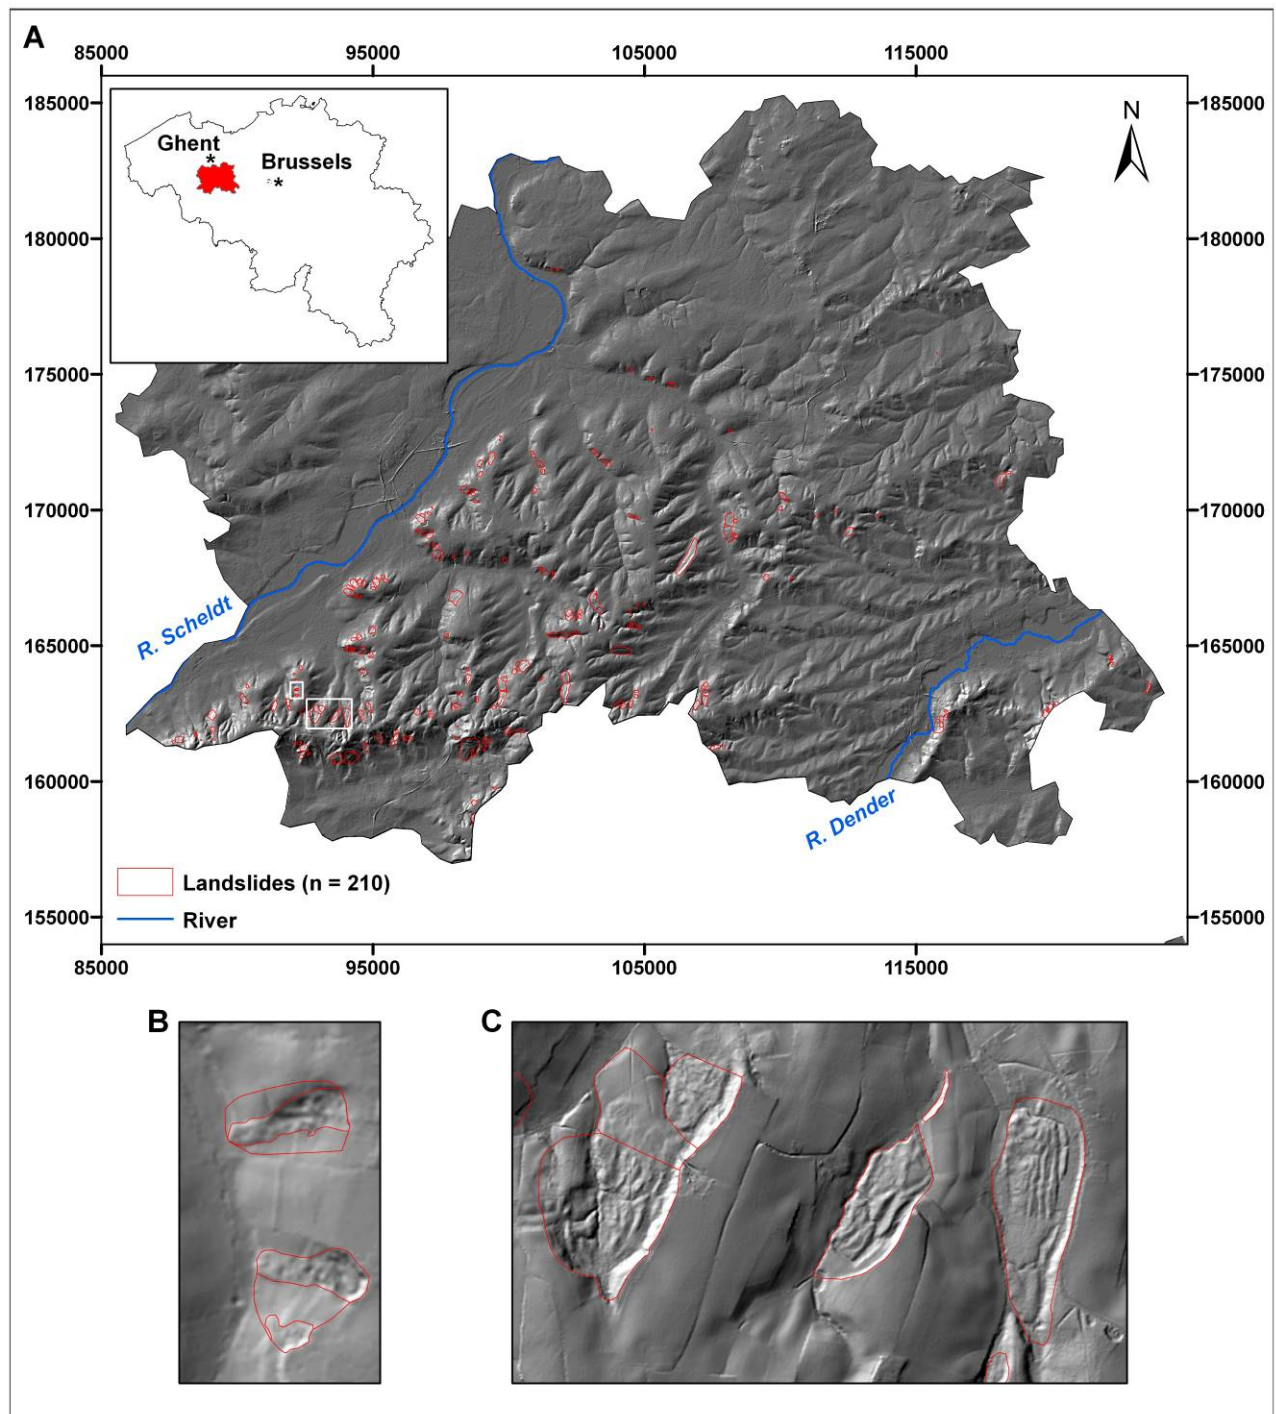 A
85000 95000 105000 115000
185000 185000
N
Ghent
*
Brussels
*
180000 180000
175000 175000
170000 170000
R. Scheldt
165000 165000
160000 160000
R. Dender
Landslides (n = 210)
155000 155000
River
85000 95000 105000 115000
B C